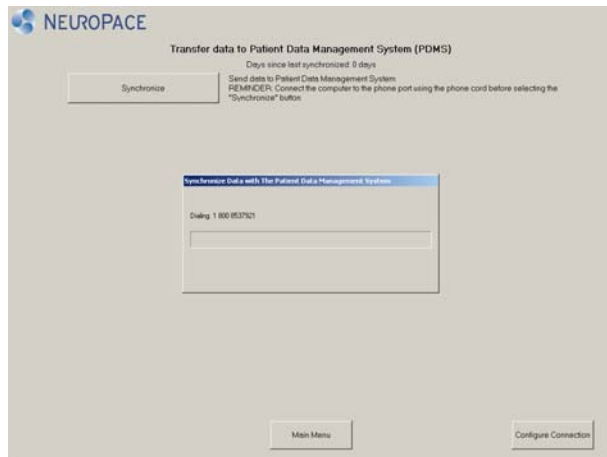 NEUROPACE
Transfer data to Patient Data Management System (PDMS)
Days since last synchronized: 0 days
Synchronize
Send data to Patient Data Management System
REMINDER: Connect the computer to the phone port using the phone cord before selecting the
"Synchronize" button
Synchronize Data with The Patient Data Management System
Dialing: 1 800 8537921
Main Menu
Configure Connection